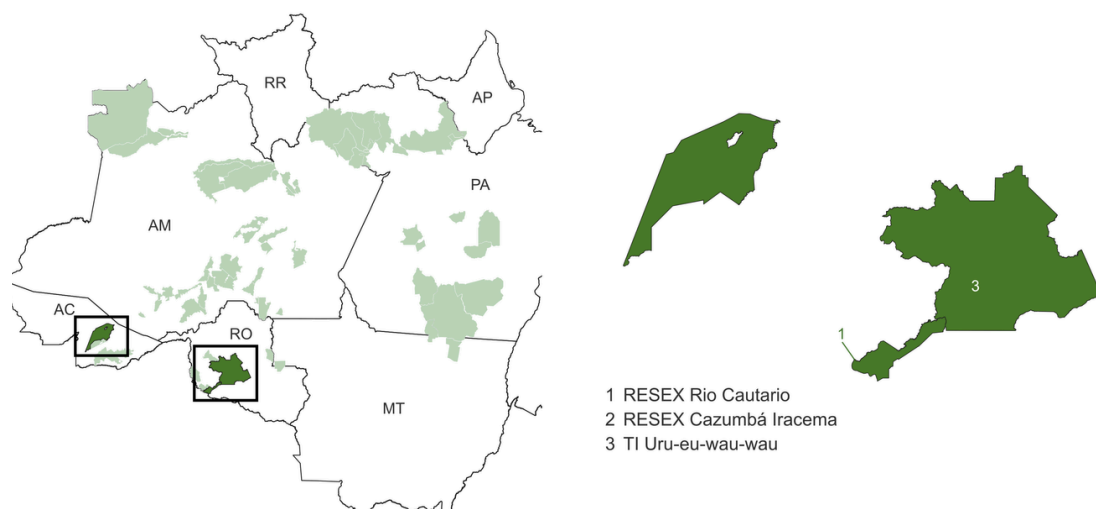 RR
AP
PA
AM
AC
RO
MT
3
1
1 RESEX Rio Cautario
2 RESEX Cazumbá Iracema
3 TI Uru-eu-wau-wau